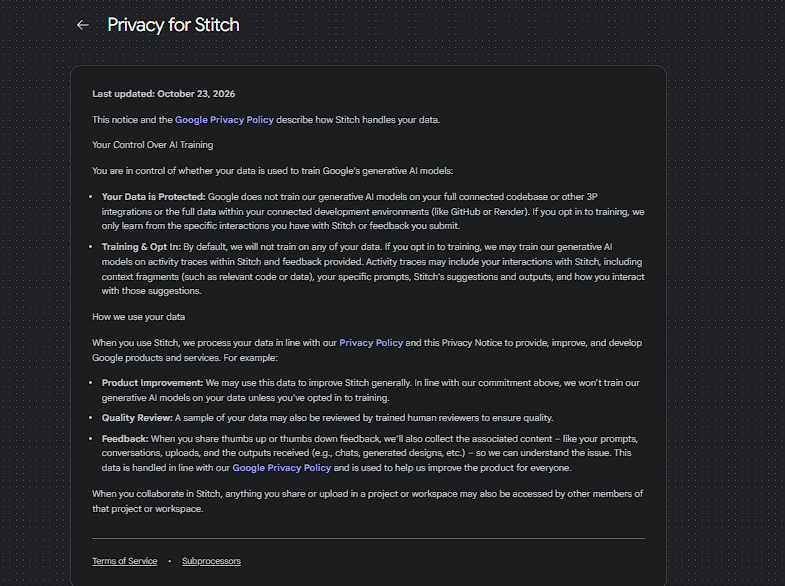 Privacy for Stitch
Last updated: October 23, 2026
This notice and the Google Privacy Policy describe how Stitch handles your data.
Your Control Over AI Training
You are in control of whether your data is used to train Google's generative AI models:
• Your Data is Protected: Google does not train our generative AI models on your full connected codebase or other 3P
integrations or the full data within your connected development environments (like GitHub or Render). If you opt in to training, we
only learn from the specific interactions you have with Stitch or feedback you submit.
• Training & Opt In: By default, we will not train on any of your data. If you opt in to training, we may train our generative AI
models on activity traces within Stitch and feedback provided. Activity traces may include your interactions with Stitch, including
context fragments (such as relevant code or data), your specific prompts, Stitch's suggestions and outputs, and how you interact
with those suggestions.
How we use your data
When you use Stitch, we process your data in line with our Privacy Policy and this Privacy Notice to provide, improve, and develop
Google products and services. For example:
• Product Improvement: We may use this data to improve Stitch generally. In line with our commitment above, we won't train our
generative AI models on your data unless you've opted in to training.
• Quality Review: A sample of your data may also be reviewed by trained human reviewers to ensure quality.
• Feedback: When you share thumbs up or thumbs down feedback, we'll also collect the associated content – like your prompts,
conversations, uploads, and the outputs received (e.g., chats, generated designs, etc.) – so we can understand the issue. This
data is handled in line with our Google Privacy Policy and is used to help us improve the product for everyone.
When you collaborate in Stitch, anything you share or upload in a project or workspace may also be accessed by other members of
that project or workspace.
Terms of Service • Subprocessors